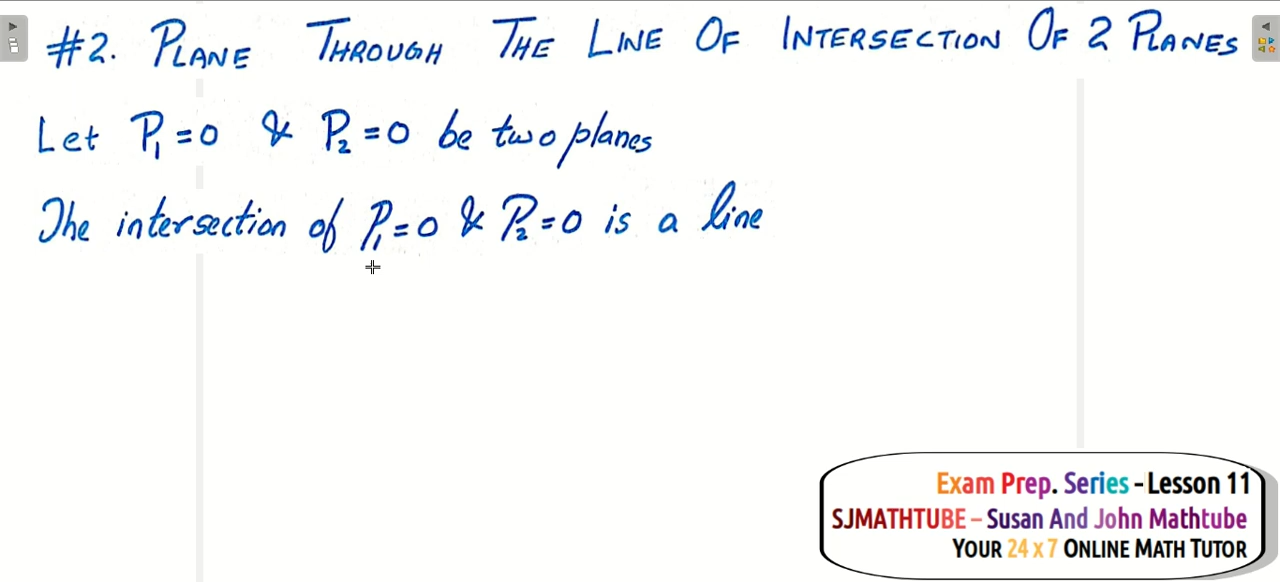 #2. PLANE THROUGH THE LINE OF INTERSECTION OF 2 PLANES
Let P₁=0 & P₂=0 be two planes
The intersection of P₁=0 & P₂=0 is a line
Exam Prep. Series - Lesson 11
SJMATHTUBE – Susan And John Mathtube
YOUR 24 x 7 ONLINE MATH TUTOR